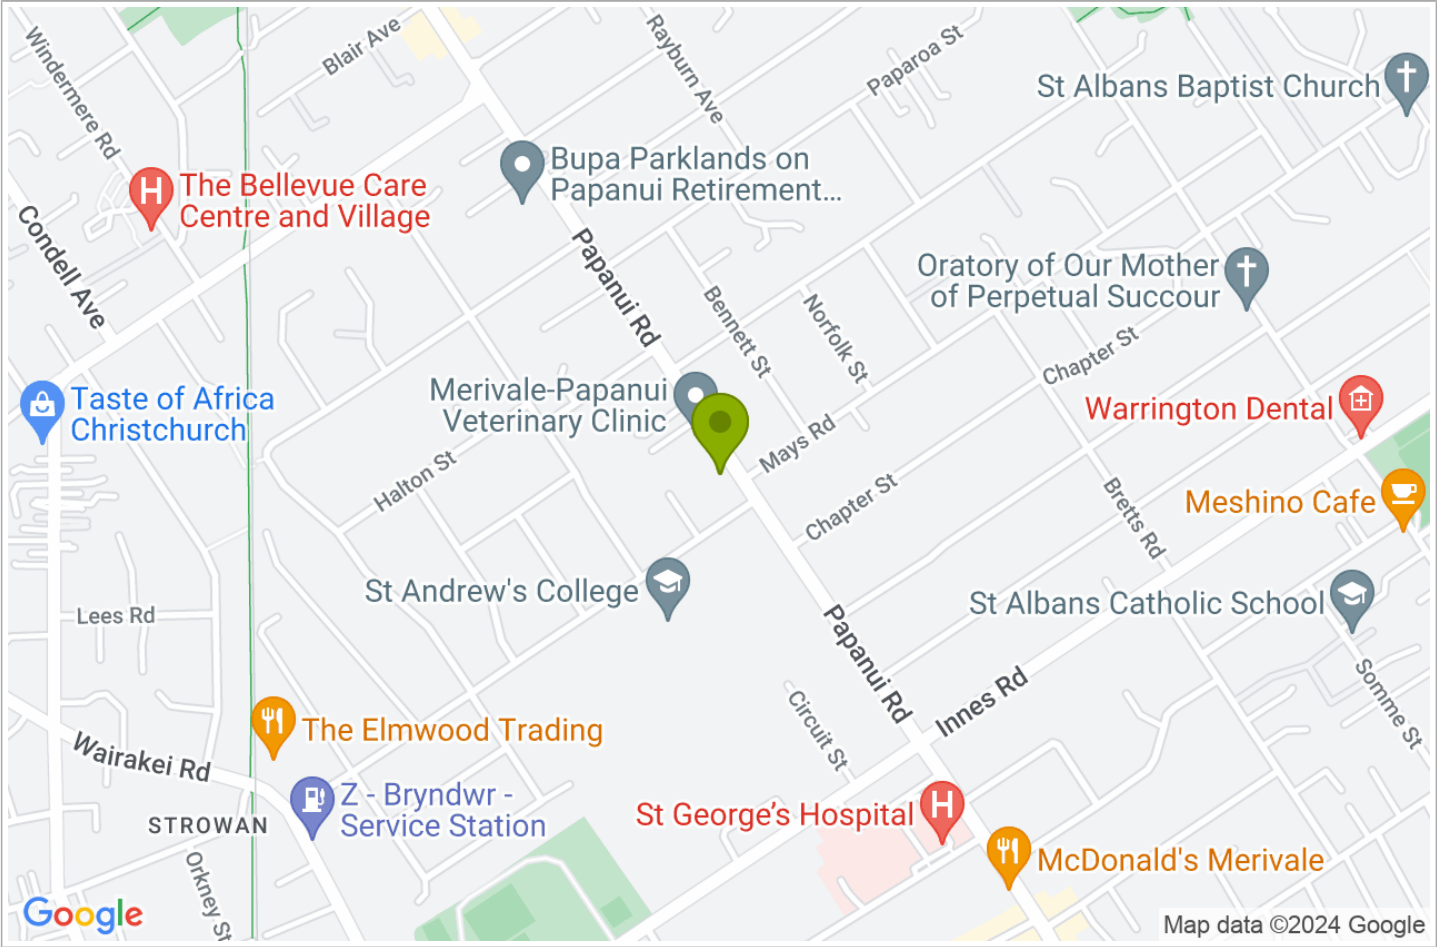 Blair Ave
Rayburn Ave
Paparoa St
Windermere Rd
St Albans Baptist Church
Bupa Parklands on
Papanui Retirement...
The Bellevue Care
Centre and Village
Condell Ave
Papanui Rd
Oratory of Our Mother
of Perpetual Succour
Bennett St
Norfolk St
Chapter St
Taste of Africa
Christchurch
Merivale-Papanui
Veterinary Clinic
Warrington Dental
Mays Rd
Halton St
Chapter St
Bretts Rd
Meshino Cafe
St Andrew's College
St Albans Catholic School
Lees Rd
Papanui Rd
Innes Rd
Somme St
Circuit St
The Elmwood Trading
Wairakei Rd
Z - Bryndwr -
Service Station
STROWAN
St George’s Hospital
McDonald's Merivale
Orkney St
Google
Map data ©2024 Google